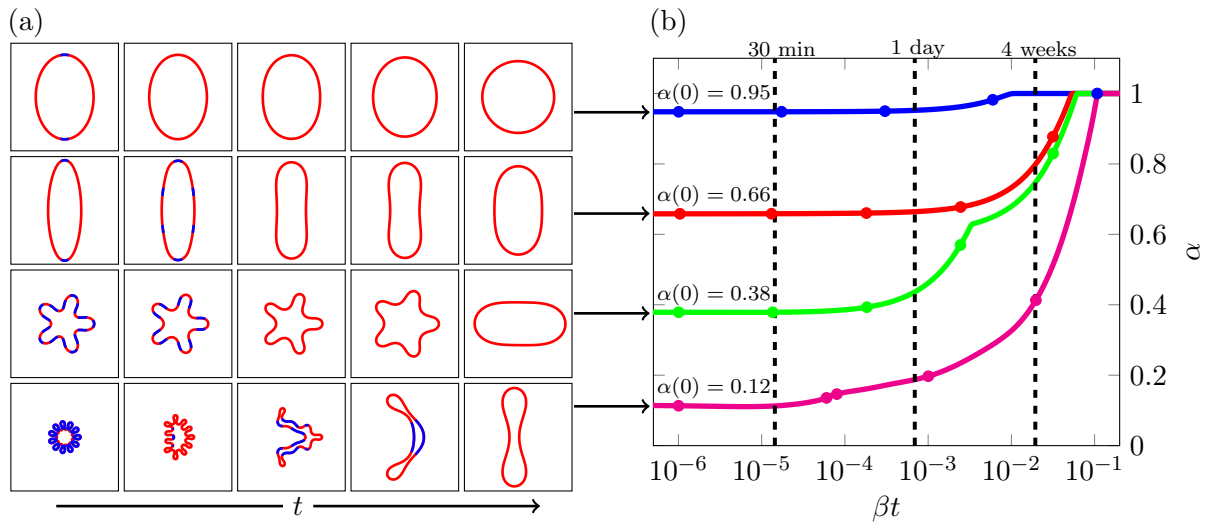 (a)
(b)
30 min
1 day
4 weeks
α(0) = 0.95
α(0) = 0.66
α(0) = 0.38
α(0) = 0.12
1
0.8
0.6
0.4
0.2
0
α
10⁻⁶ 10⁻⁵ 10⁻⁴ 10⁻³ 10⁻² 10⁻¹
t
βt